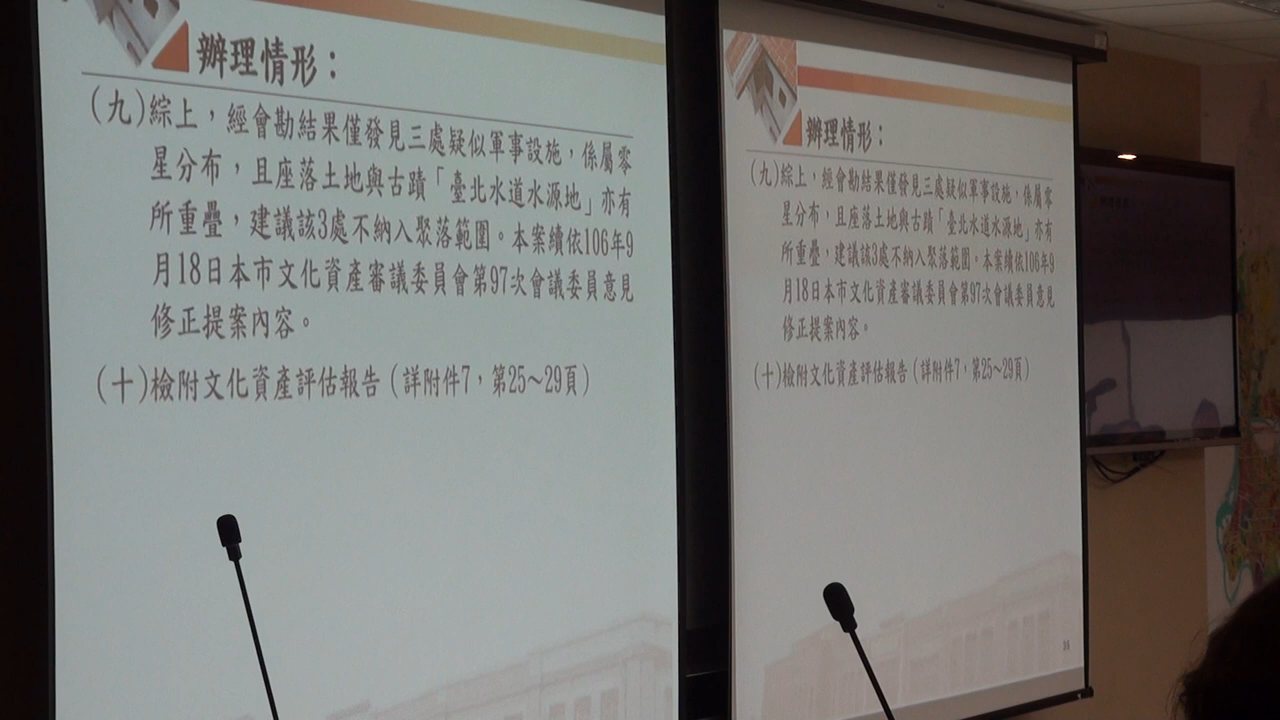 辦理情形：
(九)綜上，經會勘結果僅發見三處疑似軍事設施，係屬零
星分布，且座落土地與古蹟「臺北水道水源地」亦有
所重疊，建議該3處不納入聚落範圍。本案續依106年9
月18日本市文化資產審議委員會第97次會議委員意見
修正提案內容。
(十)檢附文化資產評估報告(詳附件7，第25～29頁)
辦理情形：
(九)綜上，經會勘結果僅發見三處疑似軍事設施，係屬零
星分布，且座落土地與古蹟「臺北水道水源地」亦有
所重疊，建議該3處不納入聚落範圍。本案續依106年9
月18日本市文化資產審議委員會第97次會議委員意見
修正提案內容。
(十)檢附文化資產評估報告(詳附件7，第25～29頁)